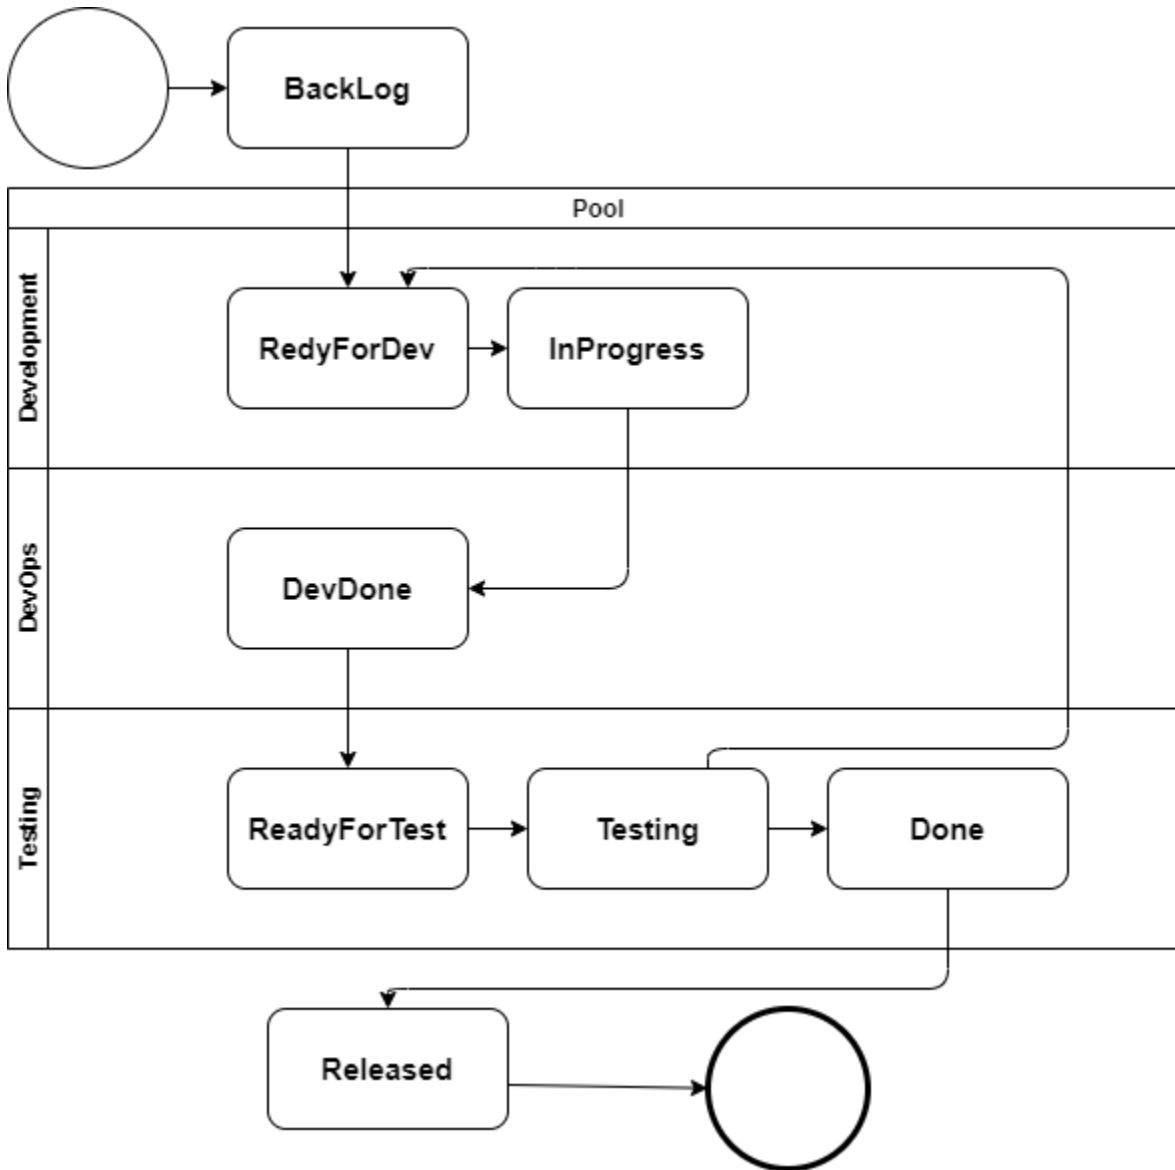 BackLog
Pool
Development
RedyForDev
InProgress
DevOps
DevDone
Testing
ReadyForTest
Testing
Done
Released